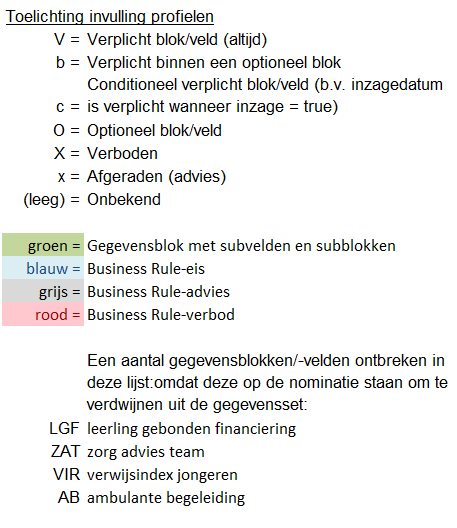 Toelichting invulling profielen
V = Verplicht blok/veld (altijd)
b = Verplicht binnen een optioneel blok
Conditioneel verplicht blok/veld (b.v. inzagedatum
c = is verplicht wanneer inzage = true)
O = Optioneel blok/veld
X = Verboden
x = Afgeraden (advies)
(leeg) = Onbekend
groen = Gegevensblok met subvelden en subblokken
blauw = Business Rule-eis
grijs = Business Rule-advies
rood = Business Rule-verbod
Een aantal gegevensblokken/-velden ontbreken in
deze lijst:omdat deze op de nominatie staan om te
verdwijnen uit de gegevensset:
LGF leerling gebonden financiering
ZAT zorg advies team
VIR verwijsindex jongeren
AB ambulante begeleiding